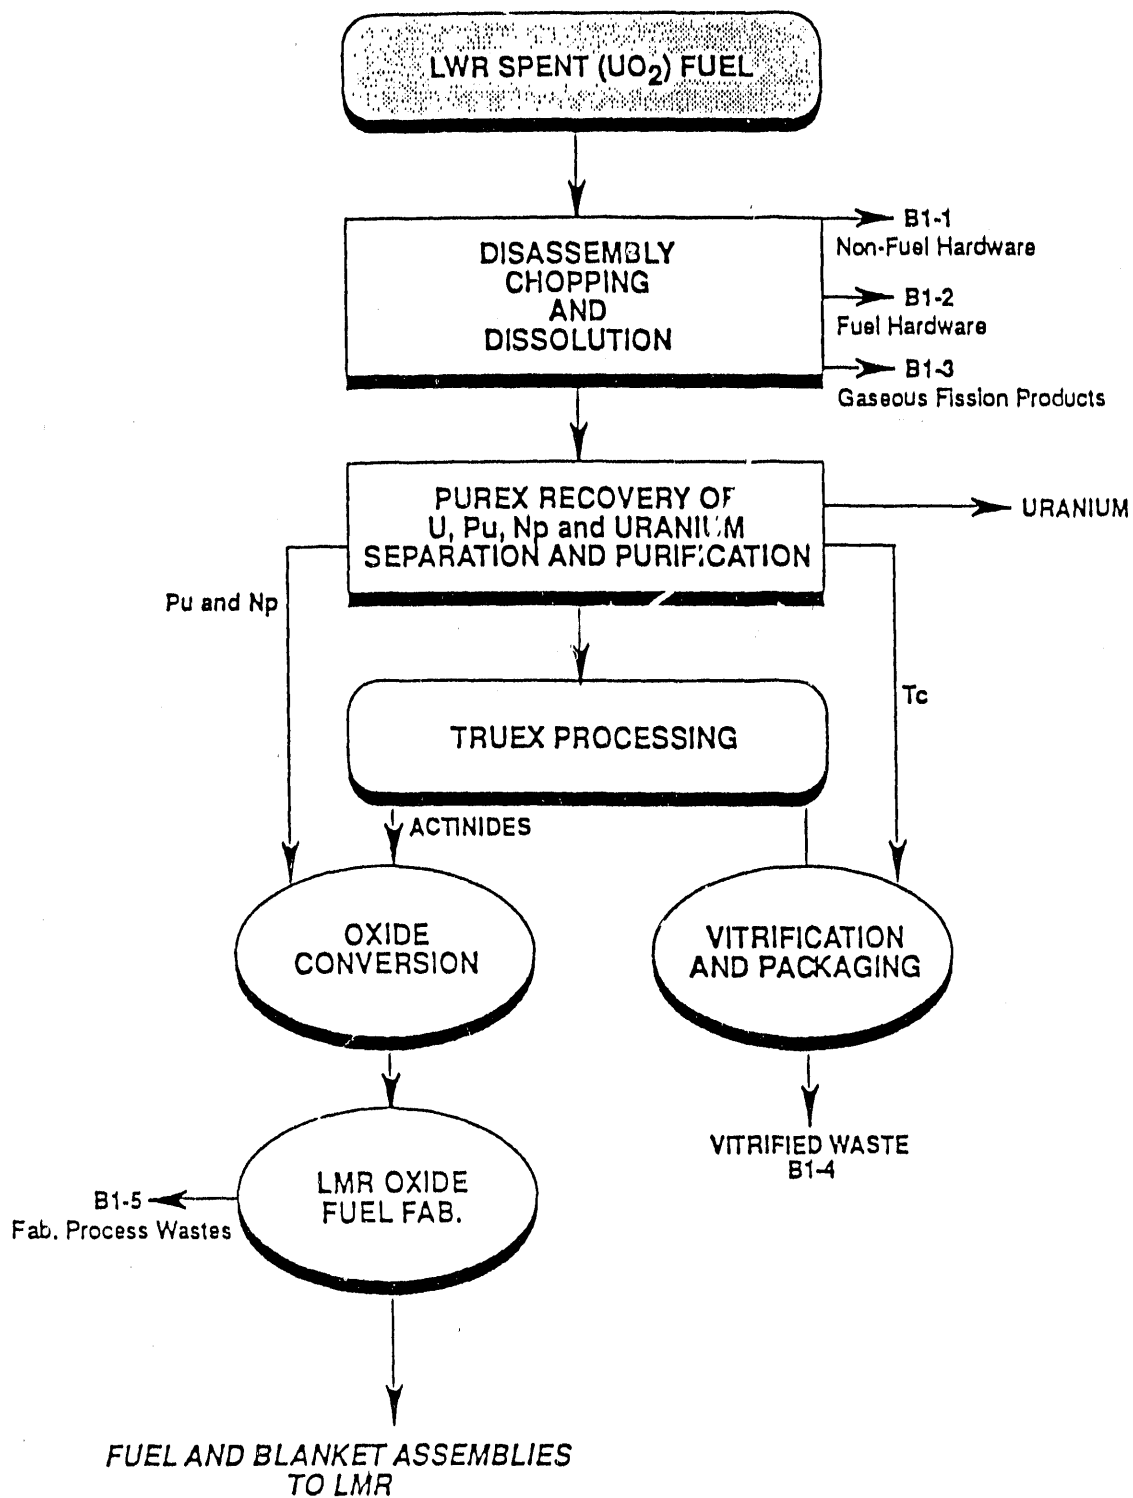 LWR SPENT (UO₂) FUEL
DISASSEMBLY
CHOPPING
AND
DISSOLUTION
B1-1
Non-Fuel Hardware
B1-2
Fuel Hardware
B1-3
Gaseous Fission Products
PUREX RECOVERY OF
U, Pu, Np and URANIUM
SEPARATION AND PURIFICATION
URANIUM
Pu and Np
Tc
TRUEX PROCESSING
ACTINIDES
OXIDE
CONVERSION
VITRIFICATION
AND PACKAGING
VITRIFIED WASTE
B1-4
LMR OXIDE
FUEL FAB.
B1-5
Fab. Process Wastes
FUEL AND BLANKET ASSEMBLIES
TO LMR